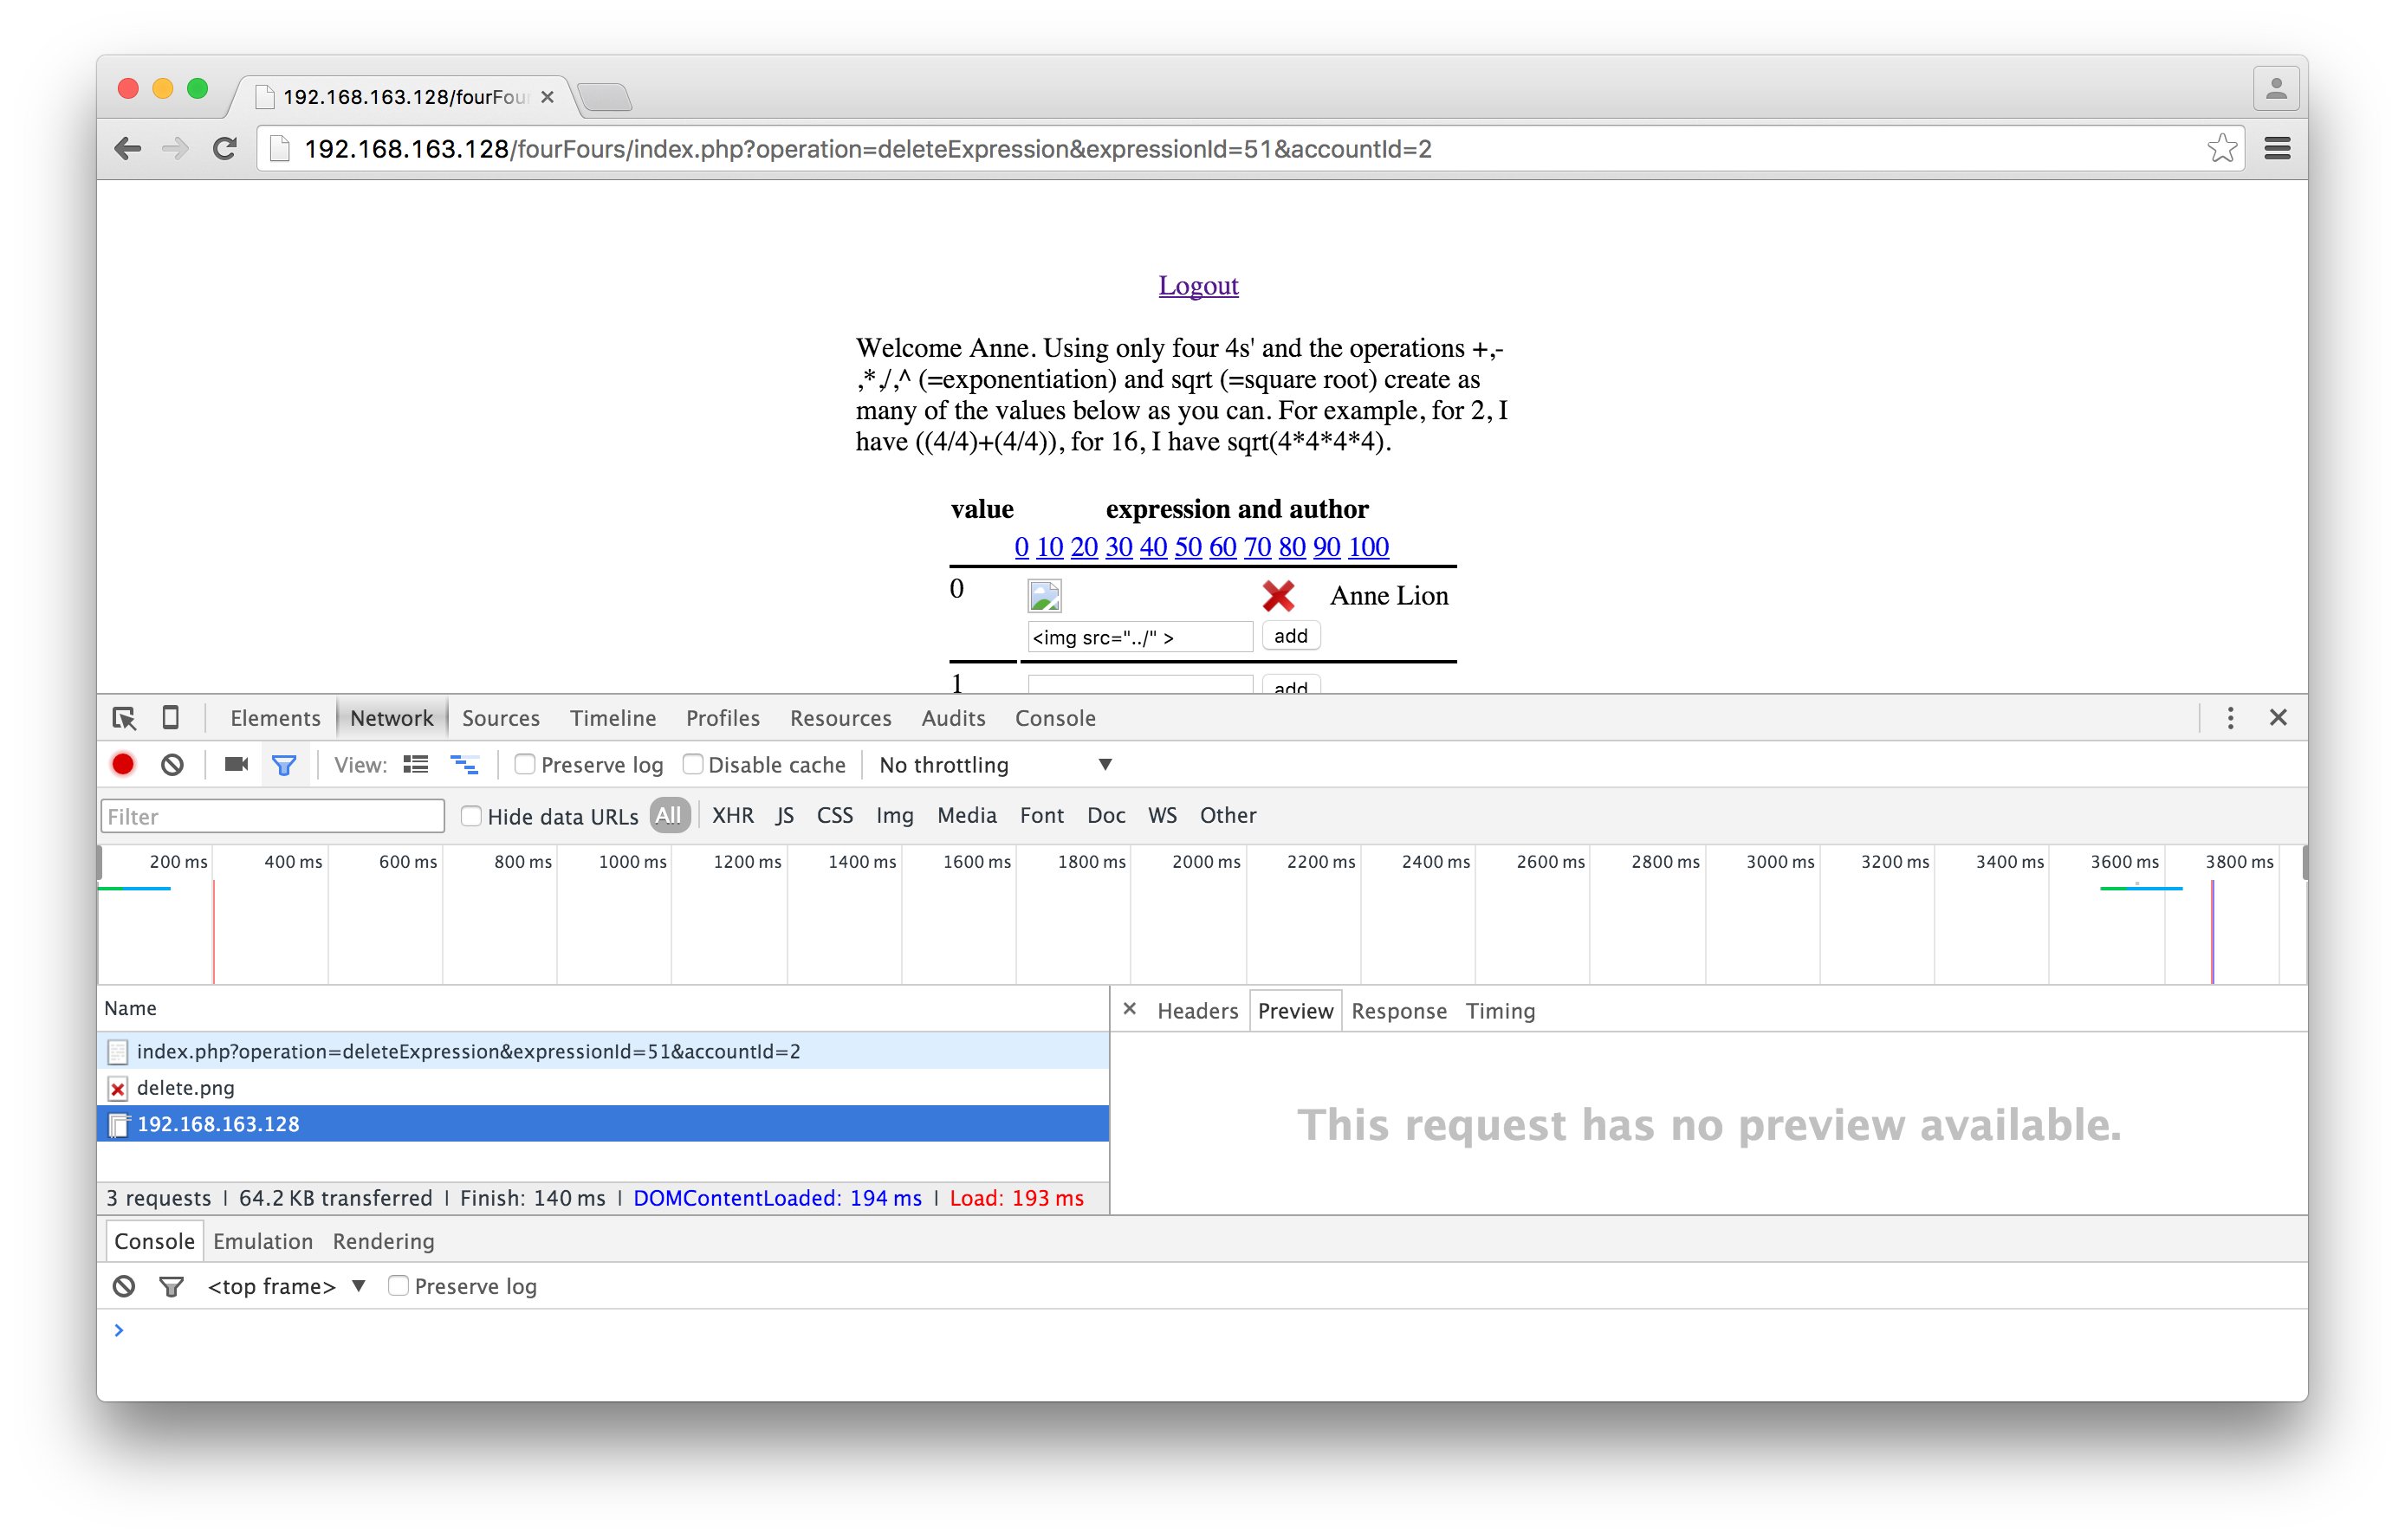 192.168.163.128/fourFou
192.168.163.128/fourFours/index.php?operation=deleteExpression&expressionId=51&accountId=2
Logout
Welcome Anne. Using only four 4s' and the operations +,-
,*,/,^ (=exponentiation) and sqrt (=square root) create as
many of the values below as you can. For example, for 2, I
have ((4/4)+(4/4)), for 16, I have sqrt(4*4*4*4).
value expression and author
0 10 20 30 40 50 60 70 80 90 100
0 Anne Lion
<img src="../" > add
1 add
Elements Network Sources Timeline Profiles Resources Audits Console
View: Preserve log Disable cache No throttling
Filter Hide data URLs All XHR JS CSS Img Media Font Doc WS Other
200 ms 400 ms 600 ms 800 ms 1000 ms 1200 ms 1400 ms 1600 ms 1800 ms 2000 ms 2200 ms 2400 ms 2600 ms 2800 ms 3000 ms 3200 ms 3400 ms 3600 ms 3800 ms
Name
Headers Preview Response Timing
index.php?operation=deleteExpression&expressionId=51&accountId=2
delete.png
192.168.163.128
This request has no preview available.
3 requests | 64.2 KB transferred | Finish: 140 ms | DOMContentLoaded: 194 ms | Load: 193 ms
Console Emulation Rendering
<top frame> Preserve log